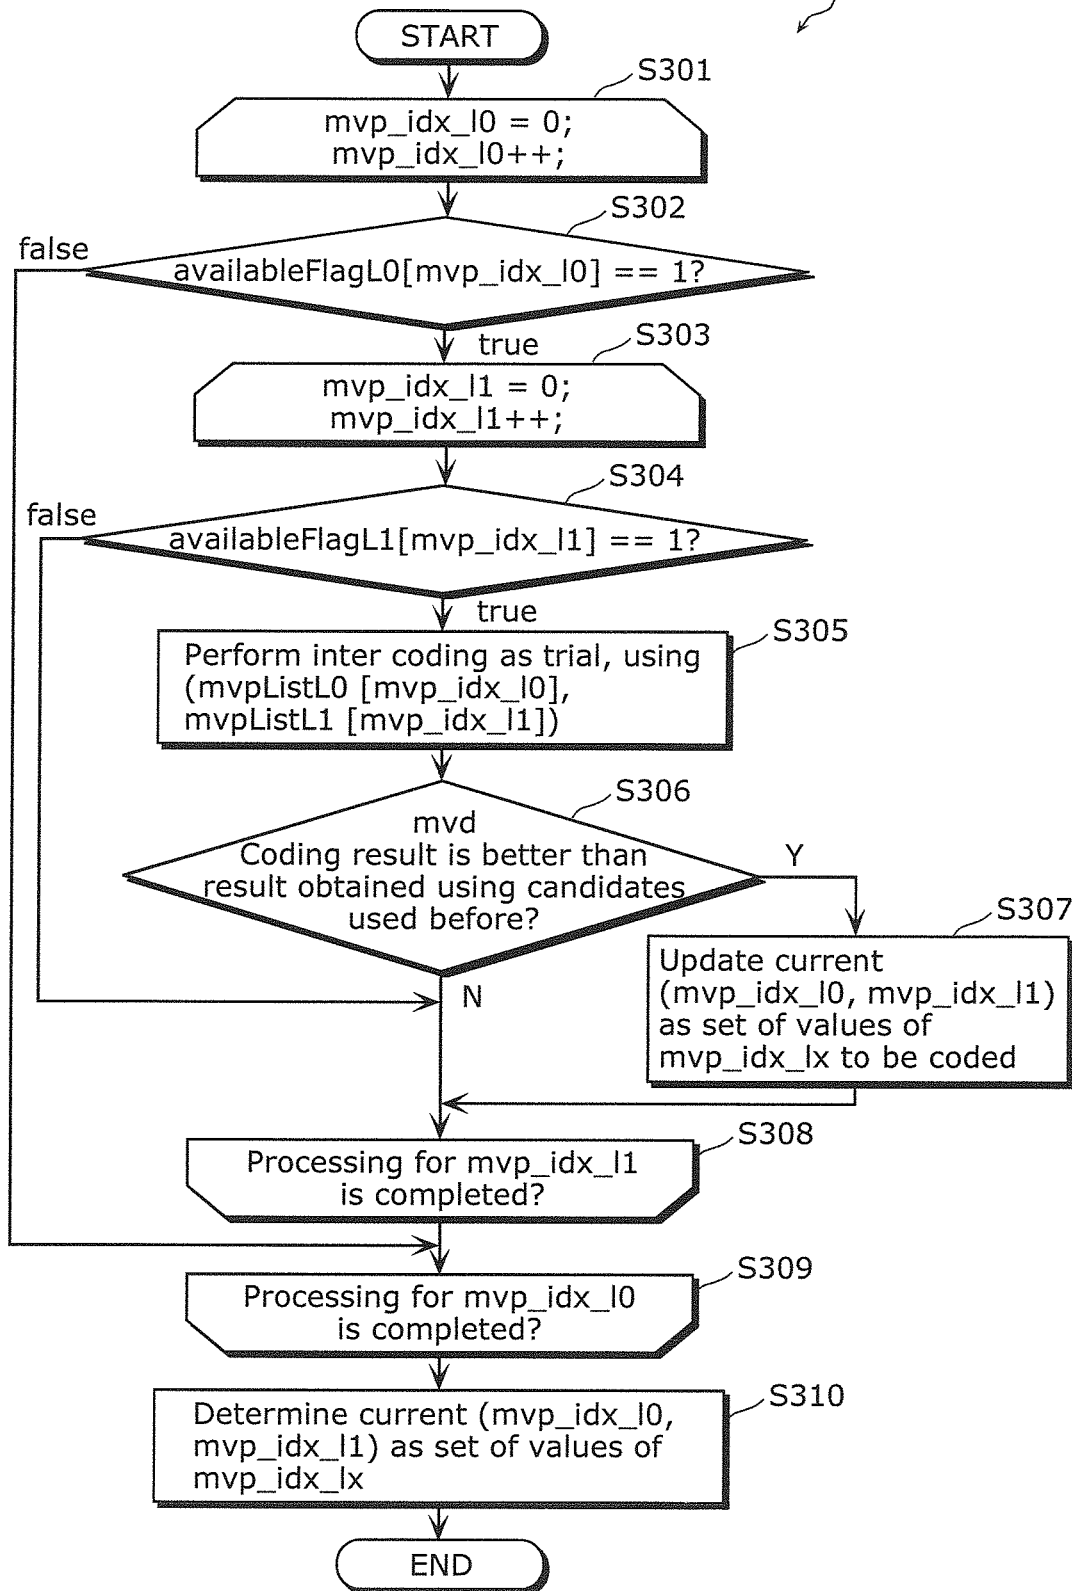 START
S301
mvp_idx_l0 = 0;
mvp_idx_l0++;
S302
false
availableFlagL0[mvp_idx_l0] == 1?
true
S303
mvp_idx_l1 = 0;
mvp_idx_l1++;
S304
false
availableFlagL1[mvp_idx_l1] == 1?
true
S305
Perform inter coding as trial, using
(mvpListL0 [mvp_idx_l0],
mvpListL1 [mvp_idx_l1])
S306
mvd
Coding result is better than
result obtained using candidates
used before?
Y
N
S307
Update current
(mvp_idx_l0, mvp_idx_l1)
as set of values of
mvp_idx_lx to be coded
S308
Processing for mvp_idx_l1
is completed?
S309
Processing for mvp_idx_l0
is completed?
S310
Determine current (mvp_idx_l0,
mvp_idx_l1) as set of values of
mvp_idx_lx
END